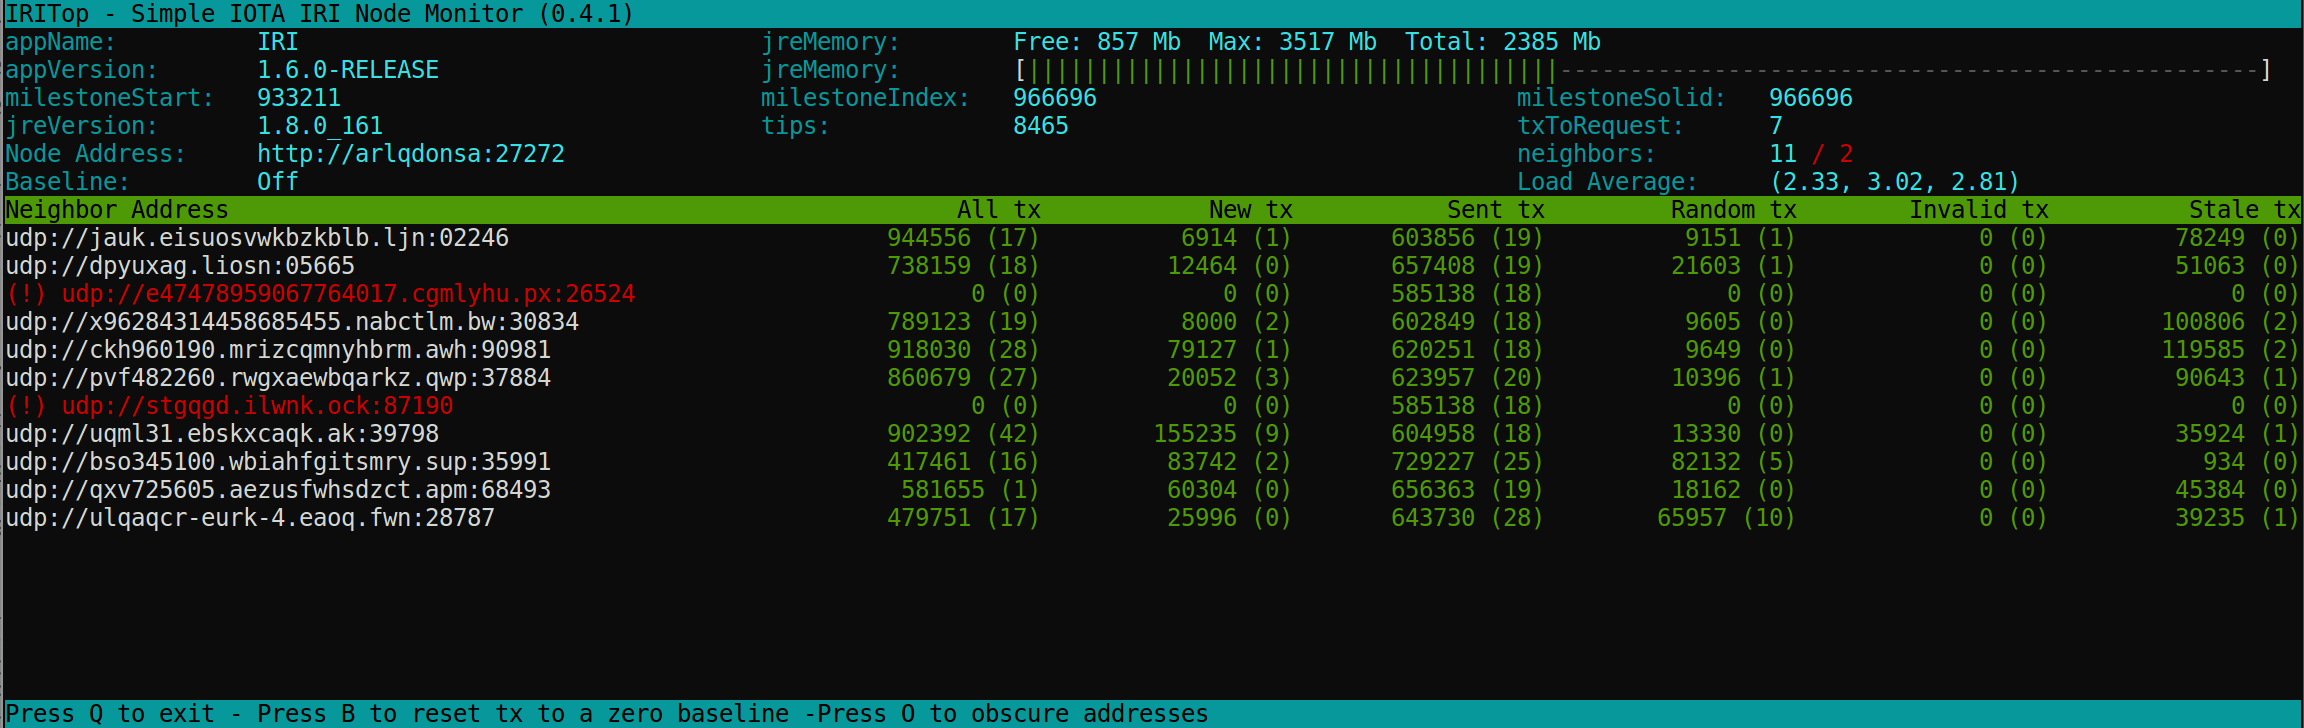 IRITop - Simple IOTA IRI Node Monitor (0.4.1)
appName: IRI jreMemory: Free: 857 Mb Max: 3517 Mb Total: 2385 Mb
appVersion: 1.6.0-RELEASE jreMemory: [||||||||||||||||||||||||||||||||||||||--------------------------------------------------]
milestoneStart: 933211 milestoneIndex: 966696 milestoneSolid: 966696
jreVersion: 1.8.0_161 tips: 8465 txToRequest: 7
Node Address: http://arlqdonsa:27272 neighbors: 11 / 2
Baseline: Off Load Average: (2.33, 3.02, 2.81)
Neighbor Address All tx New tx Sent tx Random tx Invalid tx Stale tx
udp://jauk.eisuosvwkbzkblb.ljn:02246 944556 (17) 6914 (1) 603856 (19) 9151 (1) 0 (0) 78249 (0)
udp://dpyuxag.liosn:05665 738159 (18) 12464 (0) 657408 (19) 21603 (1) 0 (0) 51063 (0)
(!) udp://e47478959067764017.cgmlyhu.px:26524 0 (0) 0 (0) 585138 (18) 0 (0) 0 (0) 0 (0)
udp://x96284314458685455.nabctlm.bw:30834 789123 (19) 8000 (2) 602849 (18) 9605 (0) 0 (0) 100806 (2)
udp://ckh960190.mrizcqmnyhbrm.awh:90981 918030 (28) 79127 (1) 620251 (18) 9649 (0) 0 (0) 119585 (2)
udp://pvf482260.rwgxaewbqarkz.qwp:37884 860679 (27) 20052 (3) 623957 (20) 10396 (1) 0 (0) 90643 (1)
(!) udp://stgqgd.ilwnk.ock:87190 0 (0) 0 (0) 585138 (18) 0 (0) 0 (0) 0 (0)
udp://uqml31.ebskxcaqk.ak:39798 902392 (42) 155235 (9) 604958 (18) 13330 (0) 0 (0) 35924 (1)
udp://bso345100.wbiahfgitsmry.sup:35991 417461 (16) 83742 (2) 729227 (25) 82132 (5) 0 (0) 934 (0)
udp://qxv725605.aezusfwhsdzct.apm:68493 581655 (1) 60304 (0) 656363 (19) 18162 (0) 0 (0) 45384 (0)
udp://ulqaqcr-eurk-4.eaoq.fwn:28787 479751 (17) 25996 (0) 643730 (28) 65957 (10) 0 (0) 39235 (1)
Press Q to exit - Press B to reset tx to a zero baseline -Press O to obscure addresses